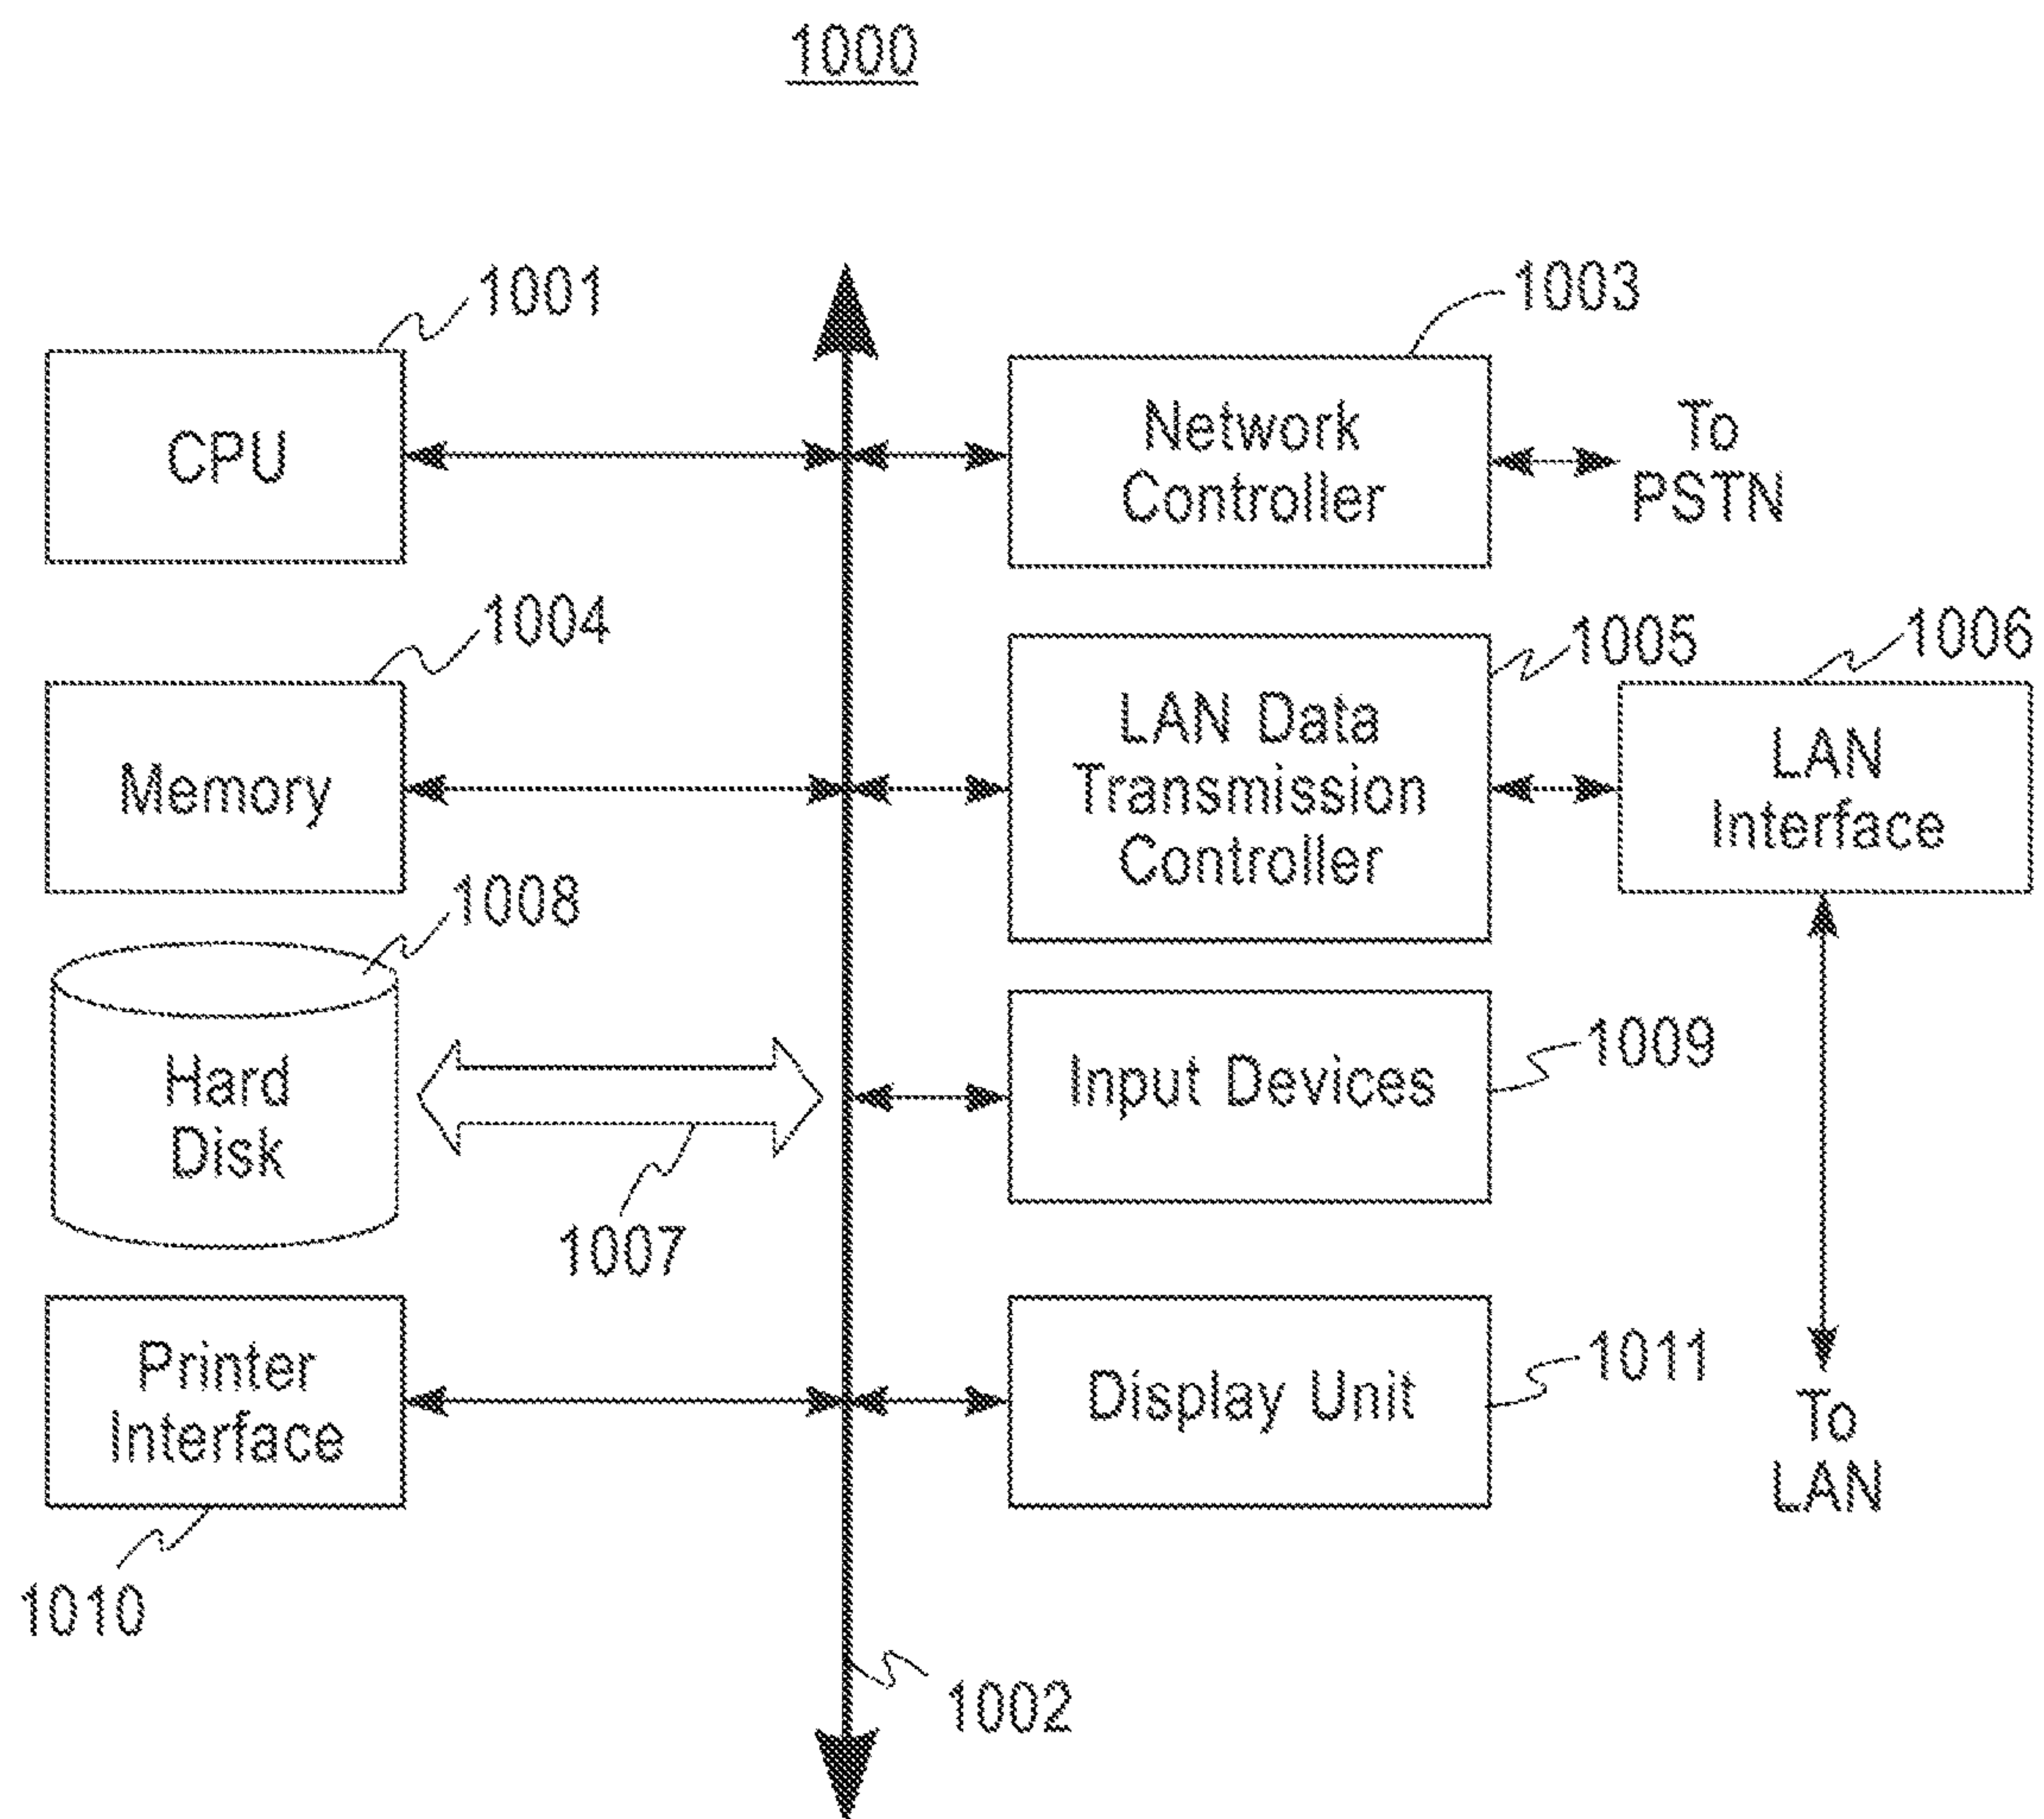 1000
1001
CPU
1003
Network
Controller
To
PSTN
1004
Memory
1005
LAN Data
Transmission
Controller
1006
LAN
Interface
1008
Hard
Disk
1007
1009
Input Devices
Printer
Interface
1010
1011
Display Unit
To
LAN
1002